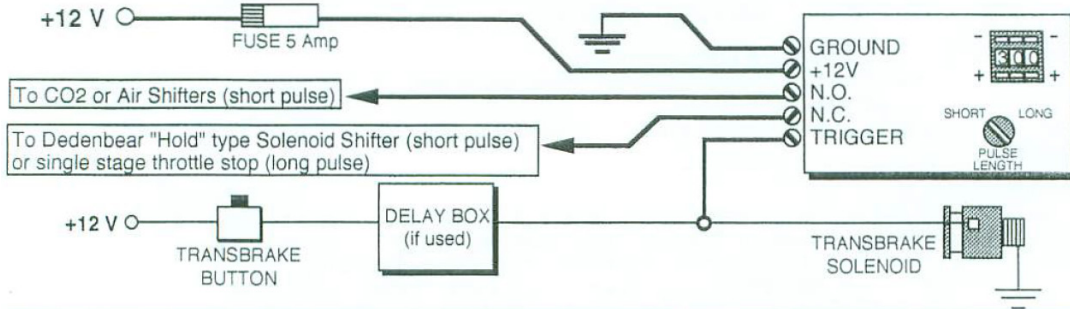 +12 V
FUSE 5 Amp
GROUND
+12V
N.O.
N.C.
TRIGGER
- -
300
+ +
SHORT LONG
PULSE
LENGTH
To CO2 or Air Shifters (short pulse)
To Dedenbear "Hold" type Solenoid Shifter (short pulse)
or single stage throttle stop (long pulse)
+12 V
TRANSBRAKE
BUTTON
DELAY BOX
(if used)
TRANSBRAKE
SOLENOID